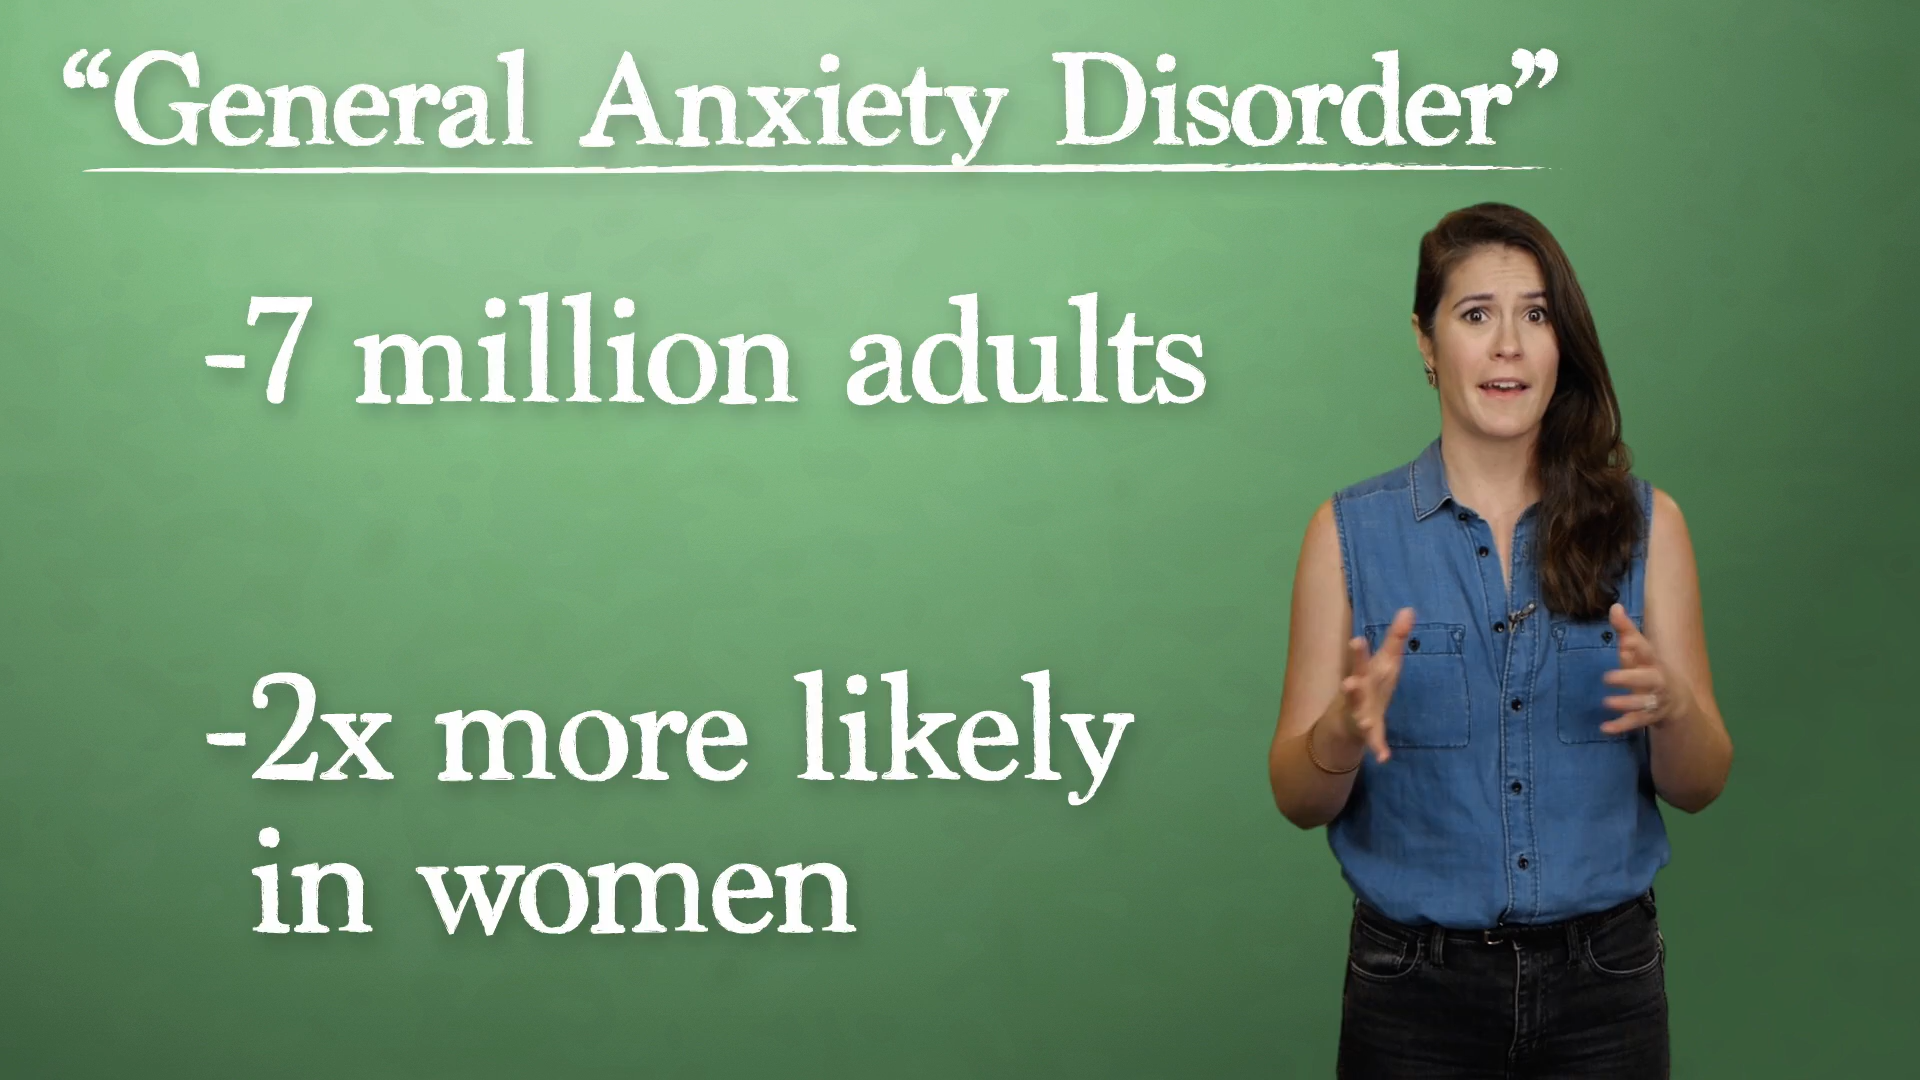 “General Anxiety Disorder”
-7 million adults
-2x more likely
in women